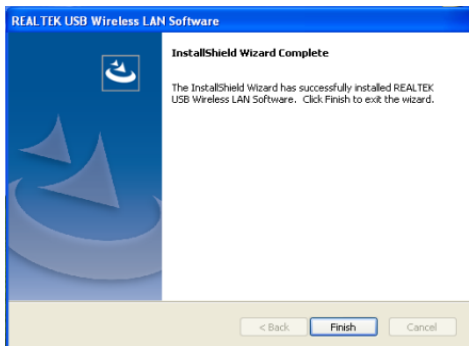 REALTEK USB Wireless LAN Software
InstallShield Wizard Complete
The InstallShield Wizard has successfully installed REALTEK
USB Wireless LAN Software. Click Finish to exit the wizard.
< Back
Finish
Cancel